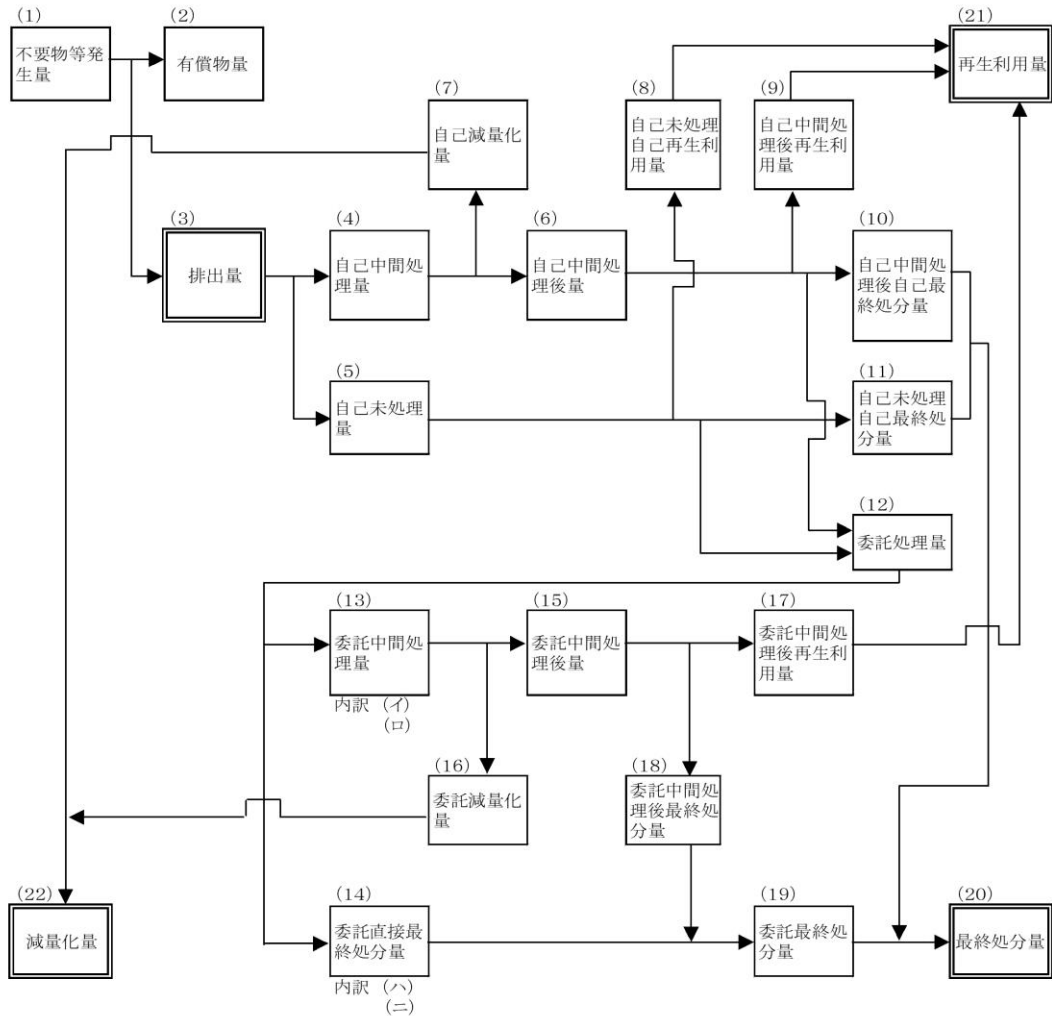 (1)
不要物等発
生量
(2)
有償物量
(21)
再生利用量
(7)
自己減量化
量
(8)
自己未処理
自己再生利
用量
(9)
自己中間処
理後再生利
用量
(3)
排出量
(4)
自己中間処
理量
(6)
自己中間処
理後量
(10)
自己中間処
理後自己最
終処分量
(5)
自己未処理
量
(11)
自己未処理
自己最終処
分量
(12)
委託処理量
(13)
委託中間処
理量
内訳 (イ)
(ロ)
(15)
委託中間処
理後量
(17)
委託中間処
理後再生利
用量
(16)
委託減量化
量
(18)
委託中間処
理後最終処
分量
(22)
減量化量
(14)
委託直接最
終処分量
内訳 (ハ)
(ニ)
(19)
委託最終処
分量
(20)
最終処分量